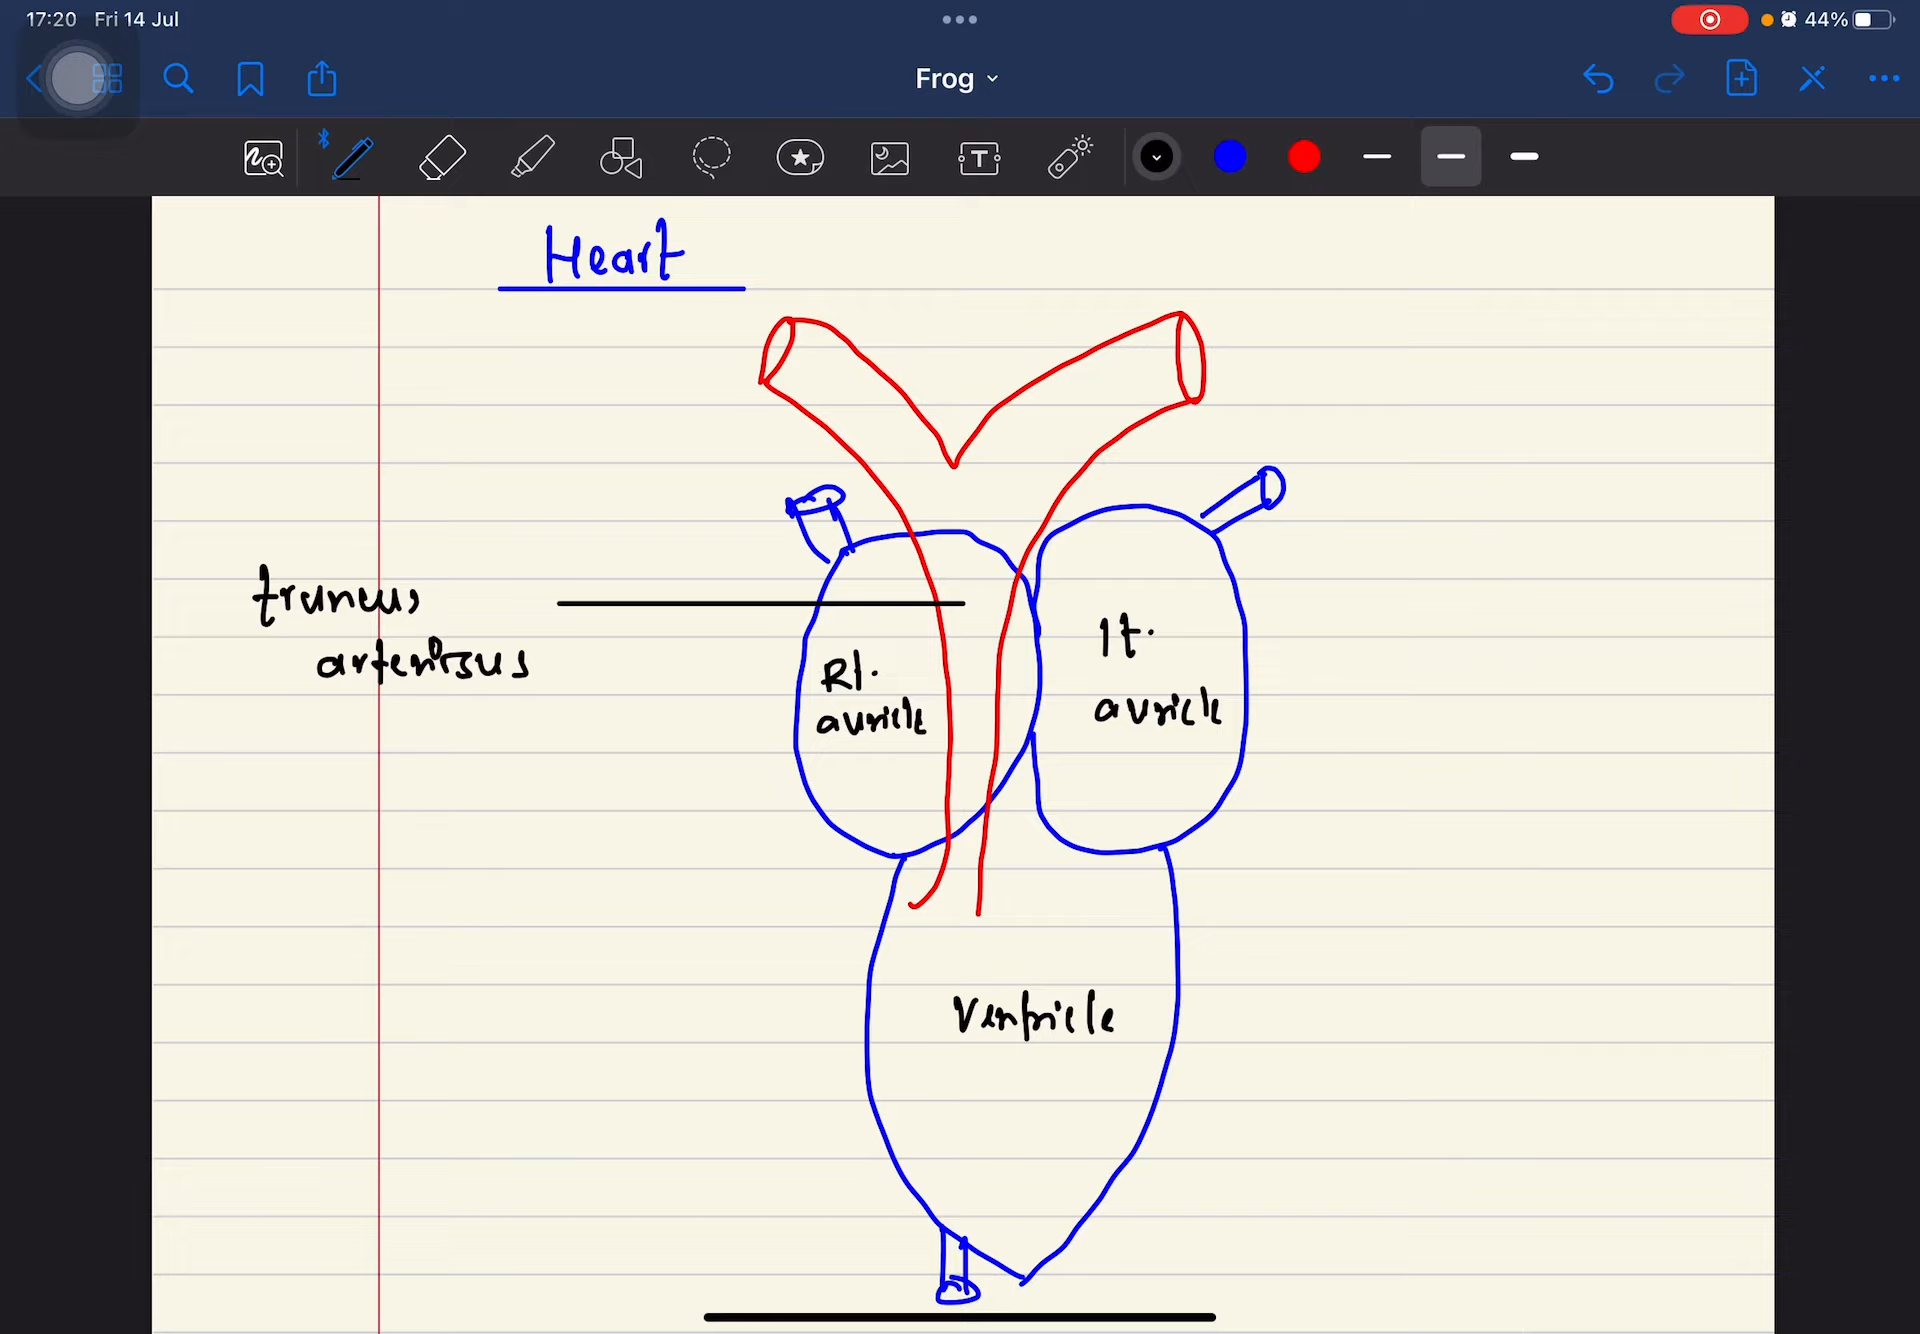 17:20 Fri 14 Jul
44%
Frog
T
Heart
truncus
arteriosus
Rt.
auricle
lt.
auricle
Ventricle